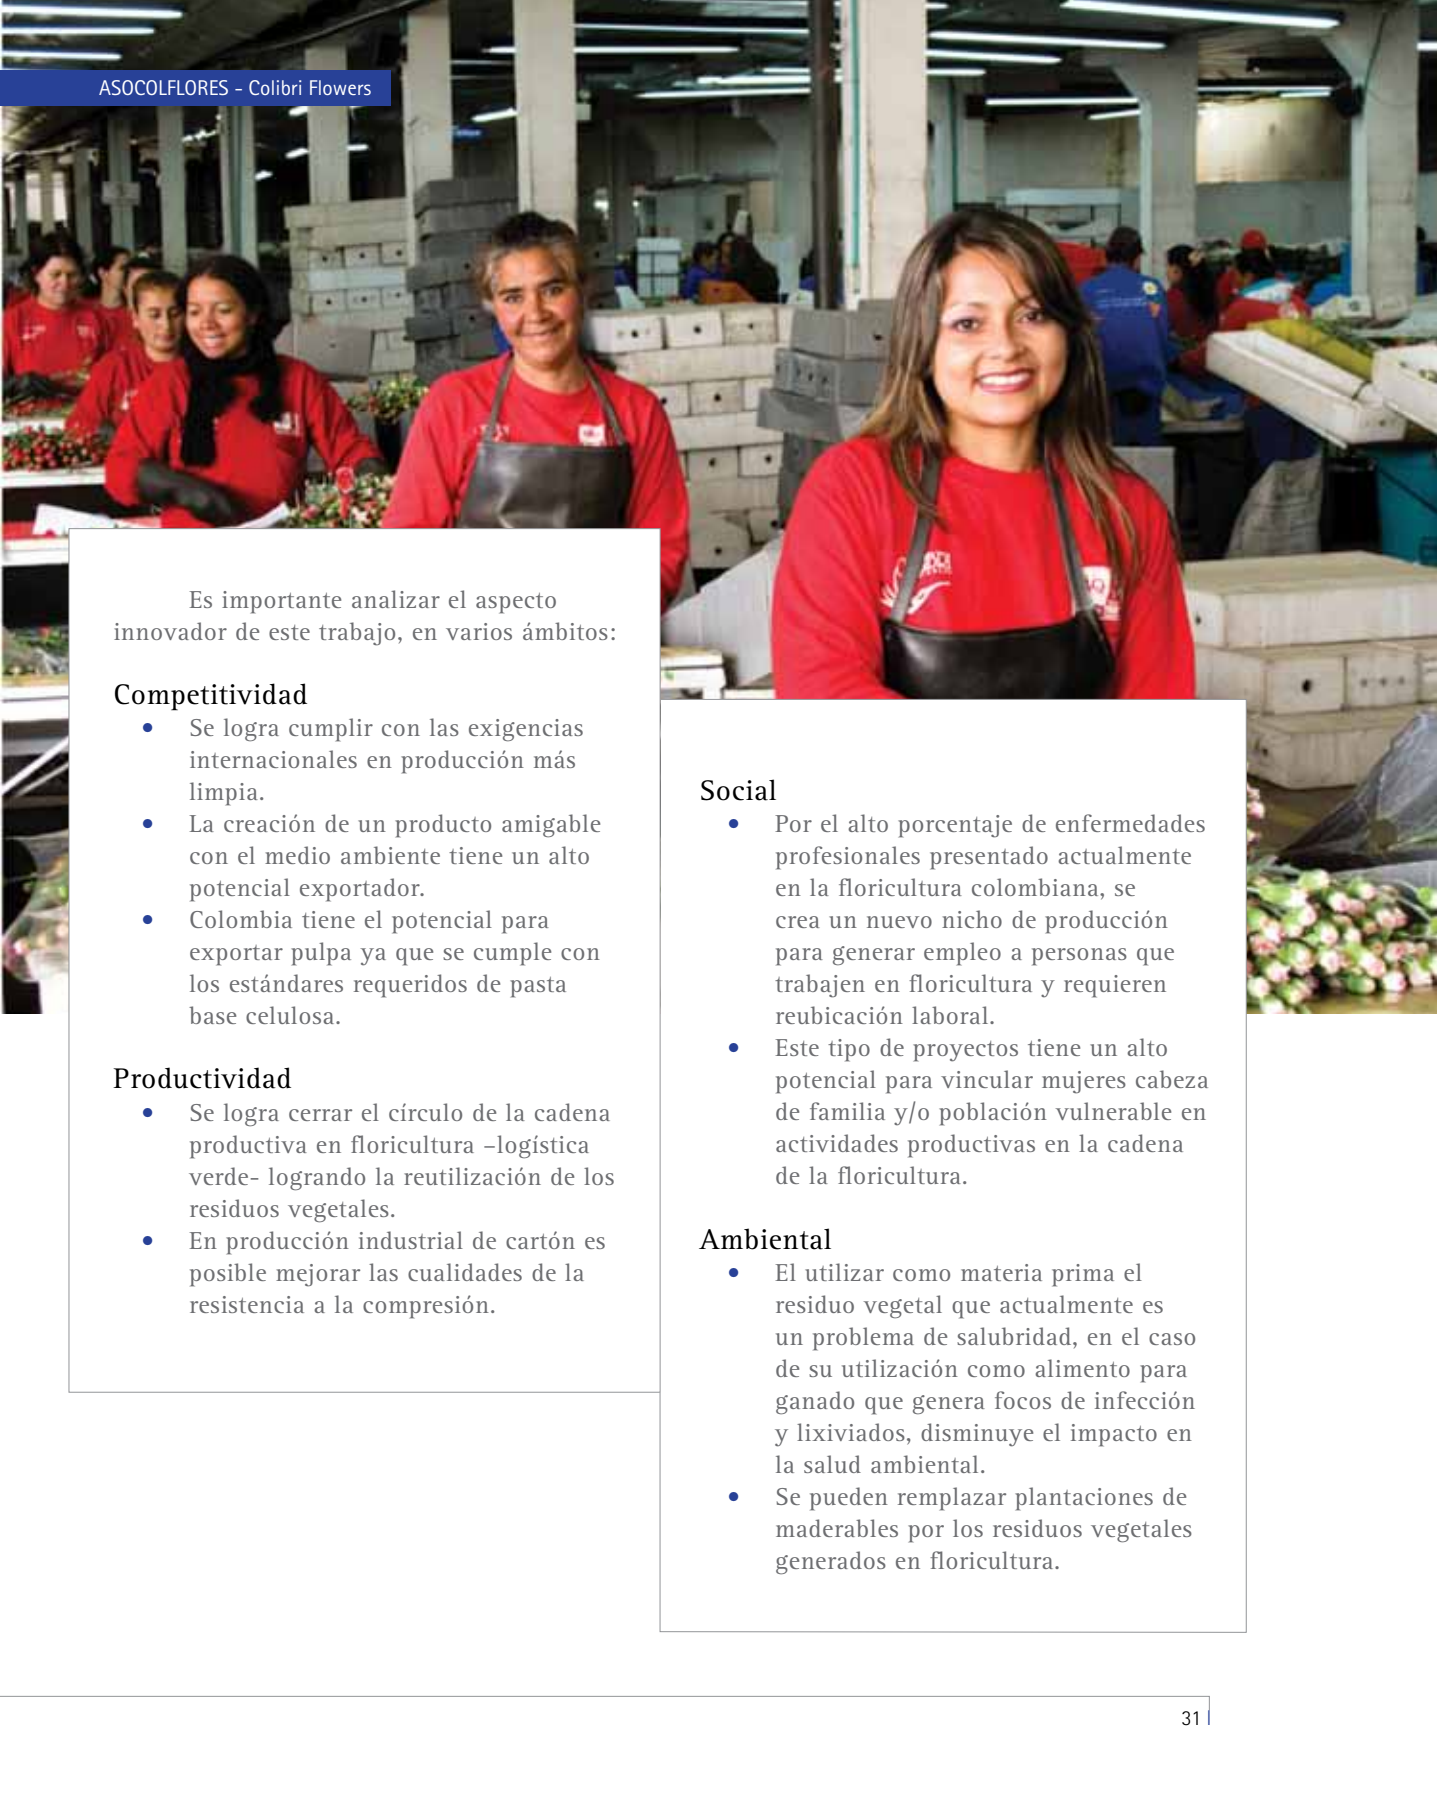 ASOCOLFLORES - Colibri Flowers
Es importante analizar el aspecto
innovador de este trabajo, en varios ámbitos:
Competitividad
• Se logra cumplir con las exigencias
internacionales en producción más
limpia.
• La creación de un producto amigable
con el medio ambiente tiene un alto
potencial exportador.
• Colombia tiene el potencial para
exportar pulpa ya que se cumple con
los estándares requeridos de pasta
base celulosa.
Productividad
• Se logra cerrar el círculo de la cadena
productiva en floricultura –logística
verde- logrando la reutilización de los
residuos vegetales.
• En producción industrial de cartón es
posible mejorar las cualidades de la
resistencia a la compresión.
Social
• Por el alto porcentaje de enfermedades
profesionales presentado actualmente
en la floricultura colombiana, se
crea un nuevo nicho de producción
para generar empleo a personas que
trabajen en floricultura y requieren
reubicación laboral.
• Este tipo de proyectos tiene un alto
potencial para vincular mujeres cabeza
de familia y/o población vulnerable en
actividades productivas en la cadena
de la floricultura.
Ambiental
• El utilizar como materia prima el
residuo vegetal que actualmente es
un problema de salubridad, en el caso
de su utilización como alimento para
ganado que genera focos de infección
y lixiviados, disminuye el impacto en
la salud ambiental.
• Se pueden remplazar plantaciones de
maderables por los residuos vegetales
generados en floricultura.
31